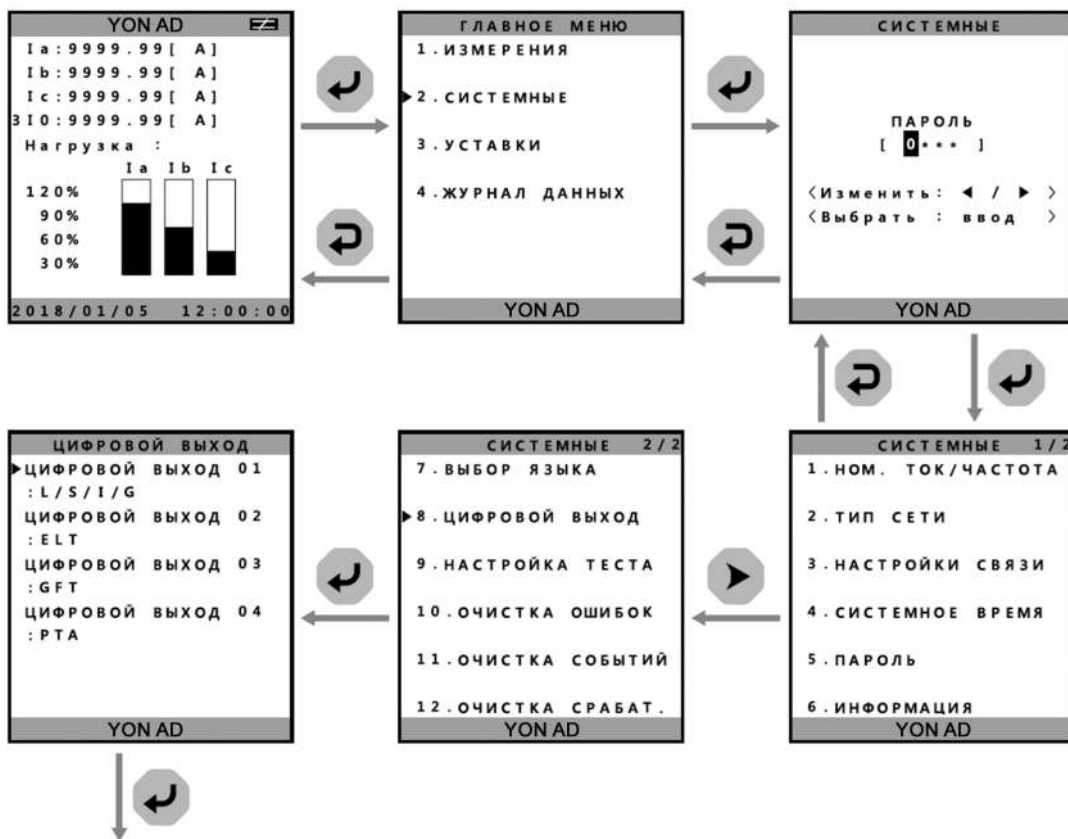 YON AD
Ia:9999.99[ A]
Ib:9999.99[ A]
Ic:9999.99[ A]
3I0:9999.99[ A]
Нагрузка :
Ia Ib Ic
120%
90%
60%
30%
2018/01/05 12:00:00
ГЛАВНОЕ МЕНЮ
1.ИЗМЕРЕНИЯ
2.СИСТЕМНЫЕ
3.УСТАВКИ
4.ЖУРНАЛ ДАННЫХ
YON AD
СИСТЕМНЫЕ
ПАРОЛЬ
[ 0*** ]
<Изменить: ◀ / ▶ >
<Выбрать : ввод >
YON AD
СИСТЕМНЫЕ 1/2
1.НОМ. ТОК/ЧАСТОТА
2.ТИП СЕТИ
3.НАСТРОЙКИ СВЯЗИ
4.СИСТЕМНОЕ ВРЕМЯ
5.ПАРОЛЬ
6.ИНФОРМАЦИЯ
YON AD
СИСТЕМНЫЕ 2/2
7.ВЫБОР ЯЗЫКА
8.ЦИФРОВОЙ ВЫХОД
9.НАСТРОЙКА ТЕСТА
10.ОЧИСТКА ОШИБОК
11.ОЧИСТКА СОБЫТИЙ
12.ОЧИСТКА СРАБАТ.
YON AD
ЦИФРОВОЙ ВЫХОД
ЦИФРОВОЙ ВЫХОД 01
:L/S/I/G
ЦИФРОВОЙ ВЫХОД 02
:ELT
ЦИФРОВОЙ ВЫХОД 03
:GFT
ЦИФРОВОЙ ВЫХОД 04
:PTA
YON AD